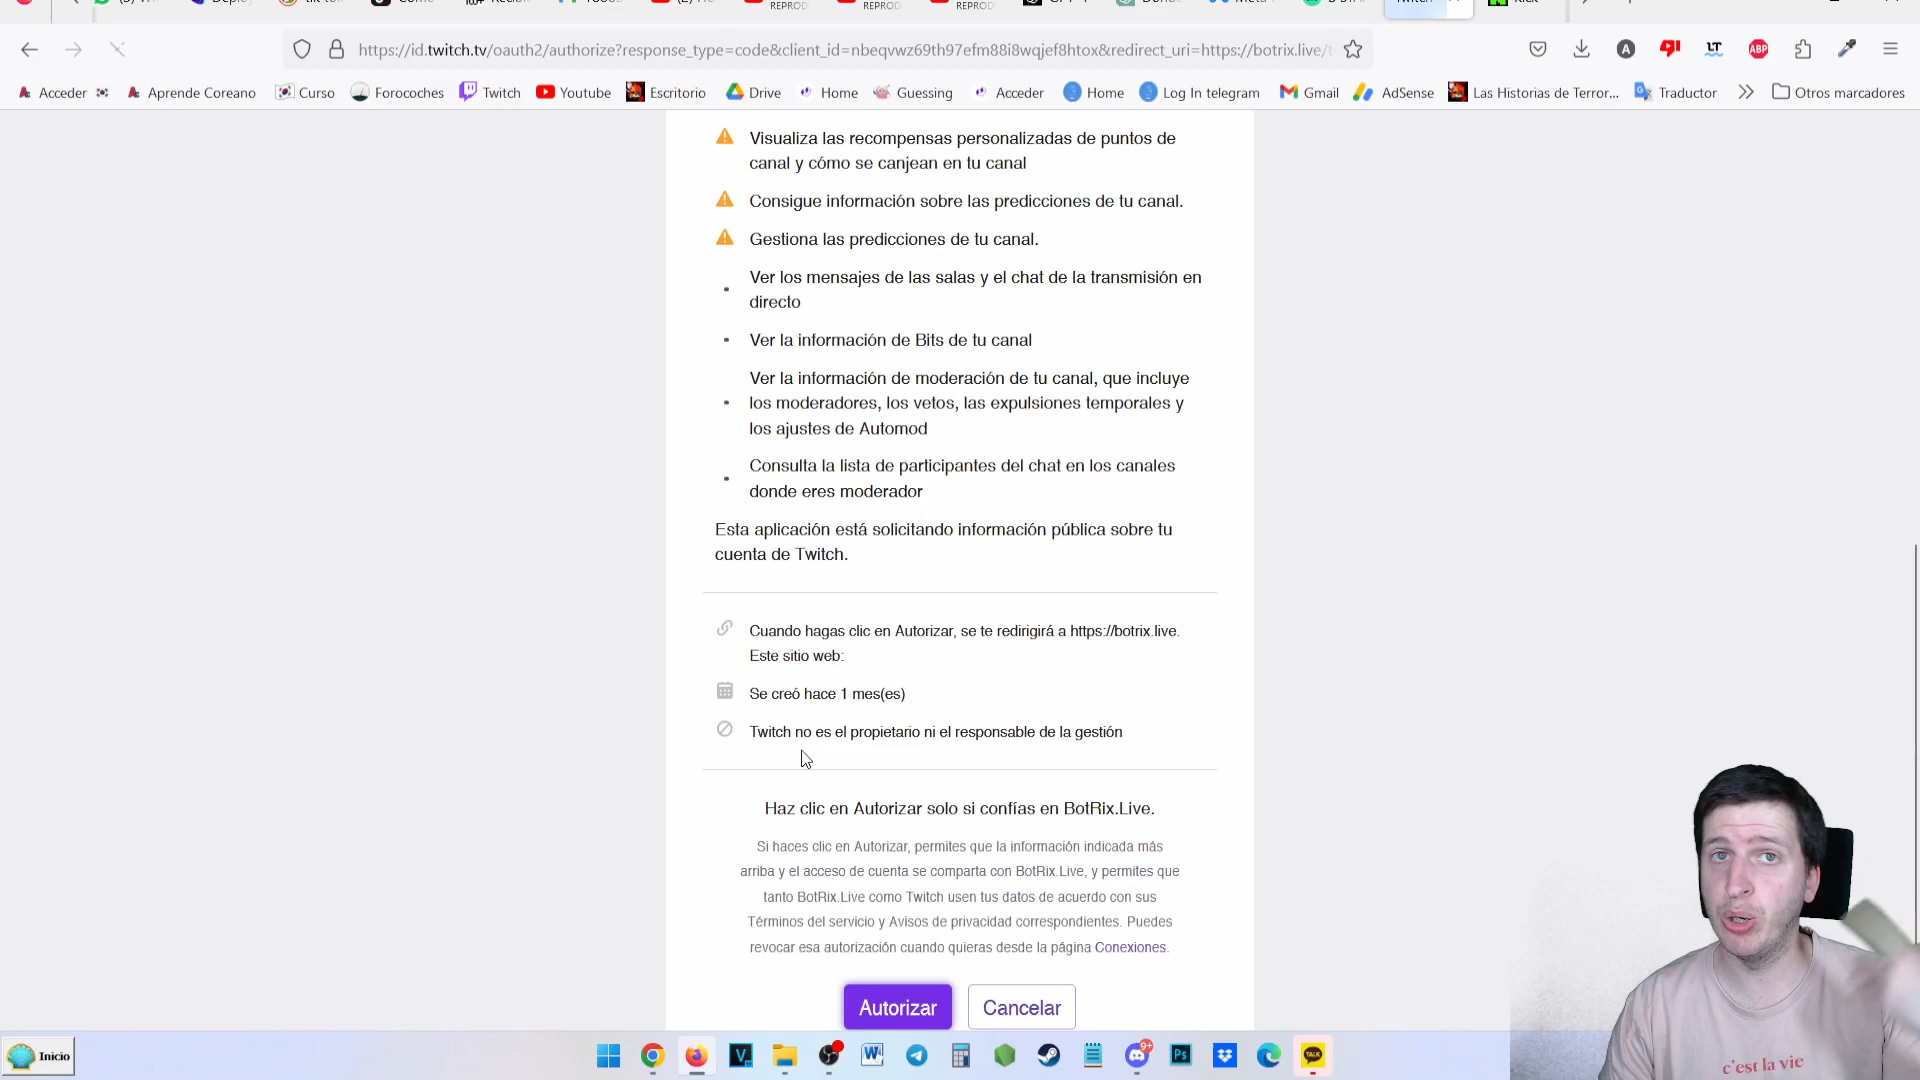 REPROD
REPROD
REPROD
Twitch
Kick
https://id.twitch.tv/oauth2/authorize?response_type=code&client_id=nbeqvwz69th97efm88i8wqjef8htox&redirect_uri=https://botrix.live/
A
LT
ABP
Acceder
Aprende Coreano
Curso
Forocoches
Twitch
Youtube
Escritorio
Drive
Home
Guessing
Acceder
Home
Log In telegram
Gmail
AdSense
Las Historias de Terror...
Traductor
Otros marcadores
Visualiza las recompensas personalizadas de puntos de
canal y cómo se canjean en tu canal
Consigue información sobre las predicciones de tu canal.
Gestiona las predicciones de tu canal.
Ver los mensajes de las salas y el chat de la transmisión en
directo
Ver la información de Bits de tu canal
Ver la información de moderación de tu canal, que incluye
los moderadores, los vetos, las expulsiones temporales y
los ajustes de Automod
Consulta la lista de participantes del chat en los canales
donde eres moderador
Esta aplicación está solicitando información pública sobre tu
cuenta de Twitch.
Cuando hagas clic en Autorizar, se te redirigirá a https://botrix.live.
Este sitio web:
Se creó hace 1 mes(es)
Twitch no es el propietario ni el responsable de la gestión
Haz clic en Autorizar solo si confías en BotRix.Live.
Si haces clic en Autorizar, permites que la información indicada más
arriba y el acceso de cuenta se comparta con BotRix.Live, y permites que
tanto BotRix.Live como Twitch usen tus datos de acuerdo con sus
Términos del servicio y Avisos de privacidad correspondientes. Puedes
revocar esa autorización cuando quieras desde la página Conexiones.
Autorizar
Cancelar
c'est la vie
Inicio
V
W
9+
Ps
TALK